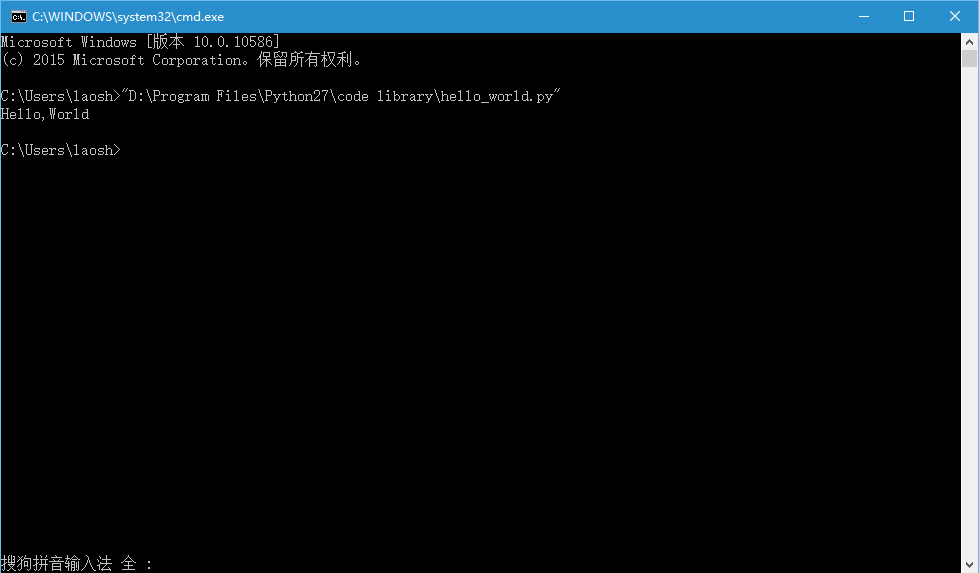 C:\WINDOWS\system32\cmd.exe
Microsoft Windows [版本 10.0.10586]
(c) 2015 Microsoft Corporation。保留所有权利。
C:\Users\laosh>"D:\Program Files\Python27\code library\hello_world.py"
Hello,World
C:\Users\laosh>
搜狗拼音输入法 全 :